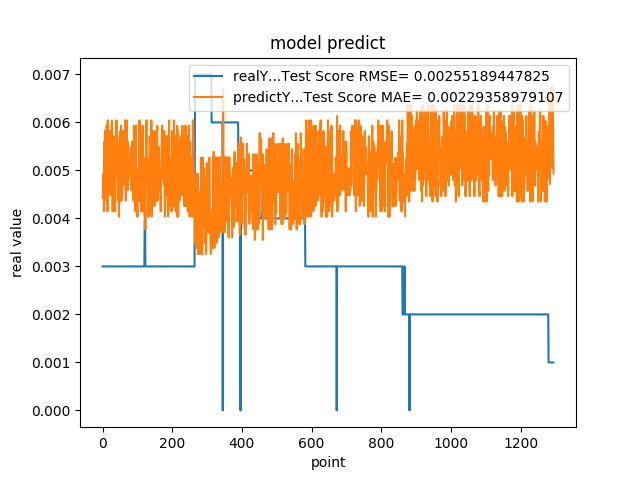 model predict
realY...Test Score RMSE= 0.00255189447825
predictY...Test Score MAE= 0.00229358979107
0.007
0.006
0.005
0.004
0.003
0.002
0.001
0.000
real value
0 200 400 600 800 1000 1200
point